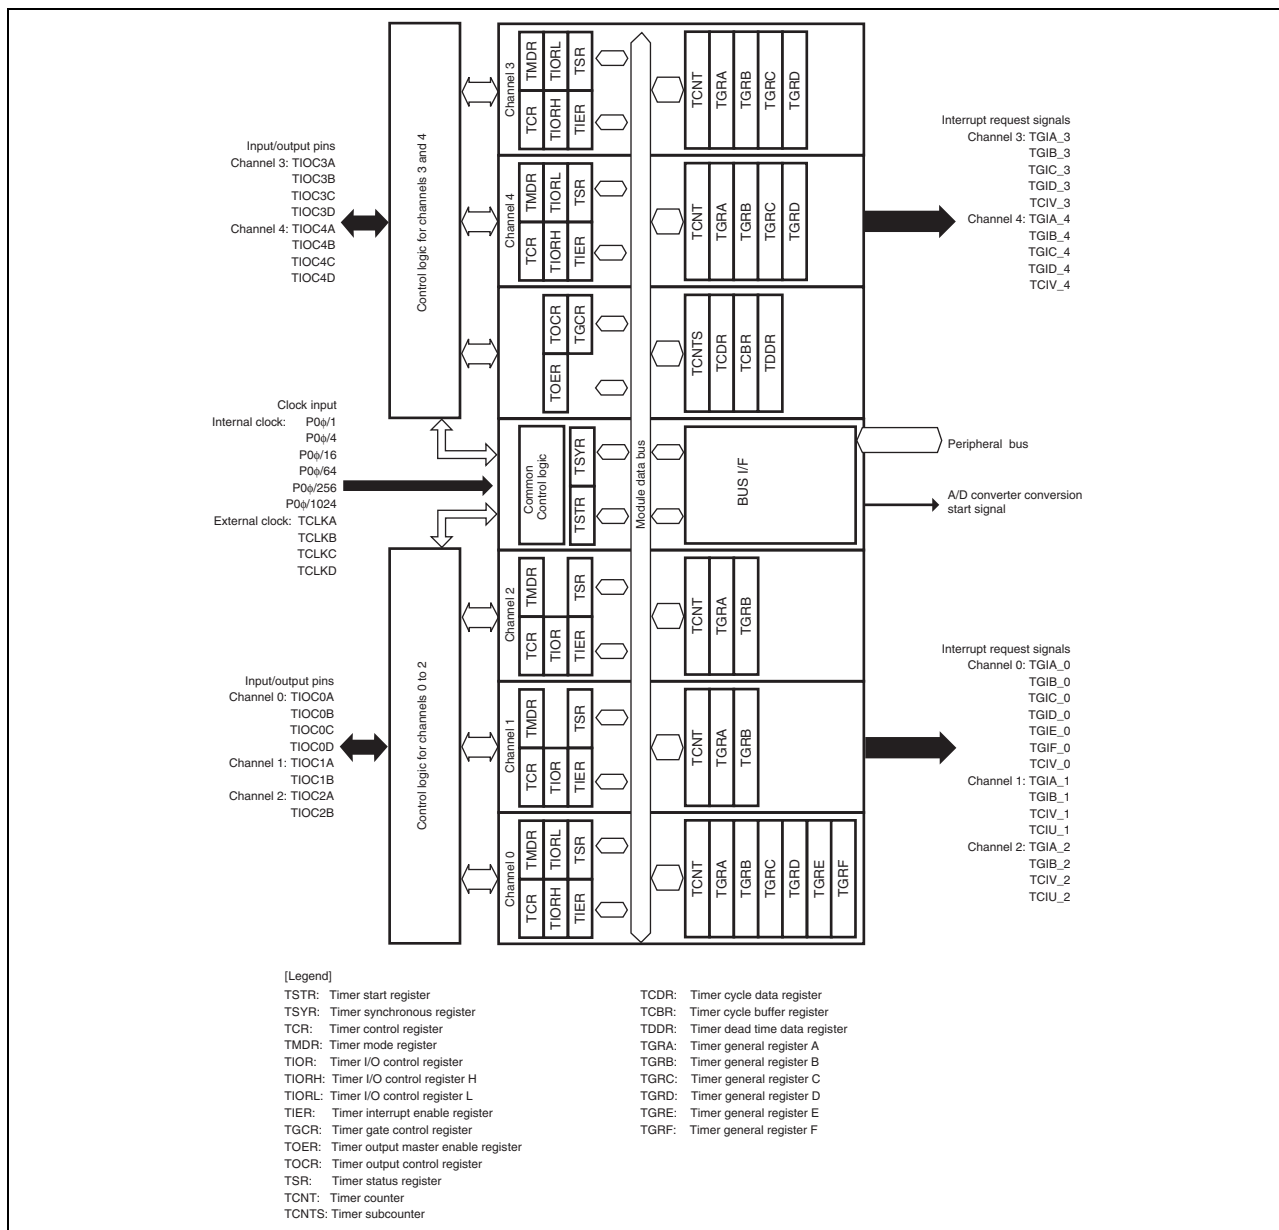 Input/output pins
Channel 3: TIOC3A
TIOC3B
TIOC3C
TIOC3D
Channel 4: TIOC4A
TIOC4B
TIOC4C
TIOC4D
Clock input
Internal clock: P0φ/1
P0φ/4
P0φ/16
P0φ/64
P0φ/256
P0φ/1024
External clock: TCLKA
TCLKB
TCLKC
TCLKD
Input/output pins
Channel 0: TIOC0A
TIOC0B
TIOC0C
TIOC0D
Channel 1: TIOC1A
TIOC1B
Channel 2: TIOC2A
TIOC2B
Control logic for channels 3 and 4
Control logic for channels 0 to 2
Channel 3
TCR
TMDR
TIORH
TIORL
TIER
TSR
TCNT
TGRA
TGRB
TGRC
TGRD
Channel 4
TCR
TMDR
TIORH
TIORL
TIER
TSR
TCNT
TGRA
TGRB
TGRC
TGRD
TOER
TOCR
TGCR
TCNTS
TCDR
TCBR
TDDR
Common
Control logic
TSTR
TSYR
Module data bus
BUS I/F
Channel 2
TCR
TMDR
TIOR
TIER
TSR
TCNT
TGRA
TGRB
Channel 1
TCR
TMDR
TIOR
TIER
TSR
TCNT
TGRA
TGRB
Channel 0
TCR
TMDR
TIORH
TIORL
TIER
TSR
TCNT
TGRA
TGRB
TGRC
TGRD
TGRE
TGRF
Interrupt request signals
Channel 3: TGIA_3
TGIB_3
TGIC_3
TGID_3
TCIV_3
Channel 4: TGIA_4
TGIB_4
TGIC_4
TGID_4
TCIV_4
Peripheral bus
A/D converter conversion
start signal
Interrupt request signals
Channel 0: TGIA_0
TGIB_0
TGIC_0
TGID_0
TGIE_0
TGIF_0
TCIV_0
Channel 1: TGIA_1
TGIB_1
TCIV_1
TCIU_1
Channel 2: TGIA_2
TGIB_2
TCIV_2
TCIU_2
[Legend]
TSTR: Timer start register
TSYR: Timer synchronous register
TCR: Timer control register
TMDR: Timer mode register
TIOR: Timer I/O control register
TIORH: Timer I/O control register H
TIORL: Timer I/O control register L
TIER: Timer interrupt enable register
TGCR: Timer gate control register
TOER: Timer output master enable register
TOCR: Timer output control register
TSR: Timer status register
TCNT: Timer counter
TCNTS: Timer subcounter
TCDR: Timer cycle data register
TCBR: Timer cycle buffer register
TDDR: Timer dead time data register
TGRA: Timer general register A
TGRB: Timer general register B
TGRC: Timer general register C
TGRD: Timer general register D
TGRE: Timer general register E
TGRF: Timer general register F